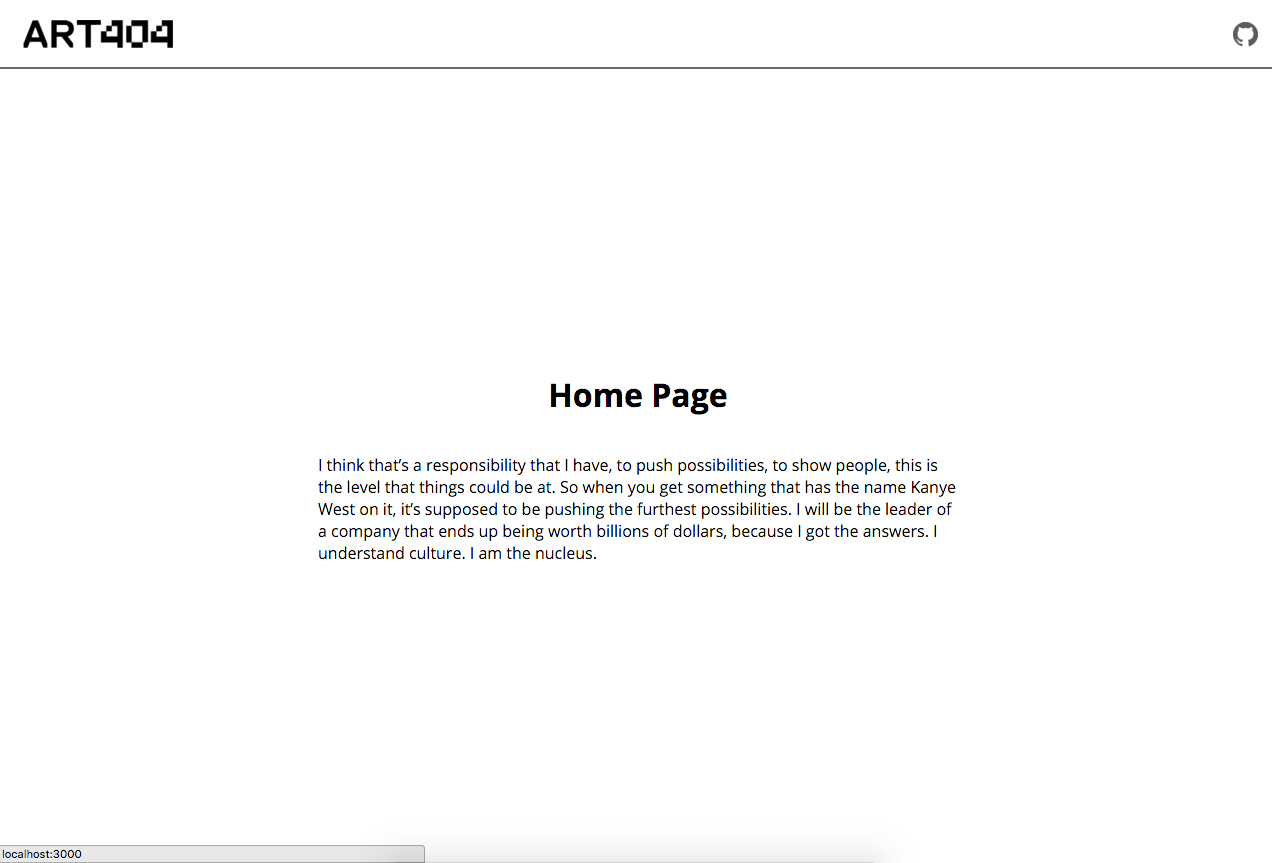 ART404
Home Page
I think that’s a responsibility that I have, to push possibilities, to show people, this is
the level that things could be at. So when you get something that has the name Kanye
West on it, it’s supposed to be pushing the furthest possibilities. I will be the leader of
a company that ends up being worth billions of dollars, because I got the answers. I
understand culture. I am the nucleus.
localhost:3000